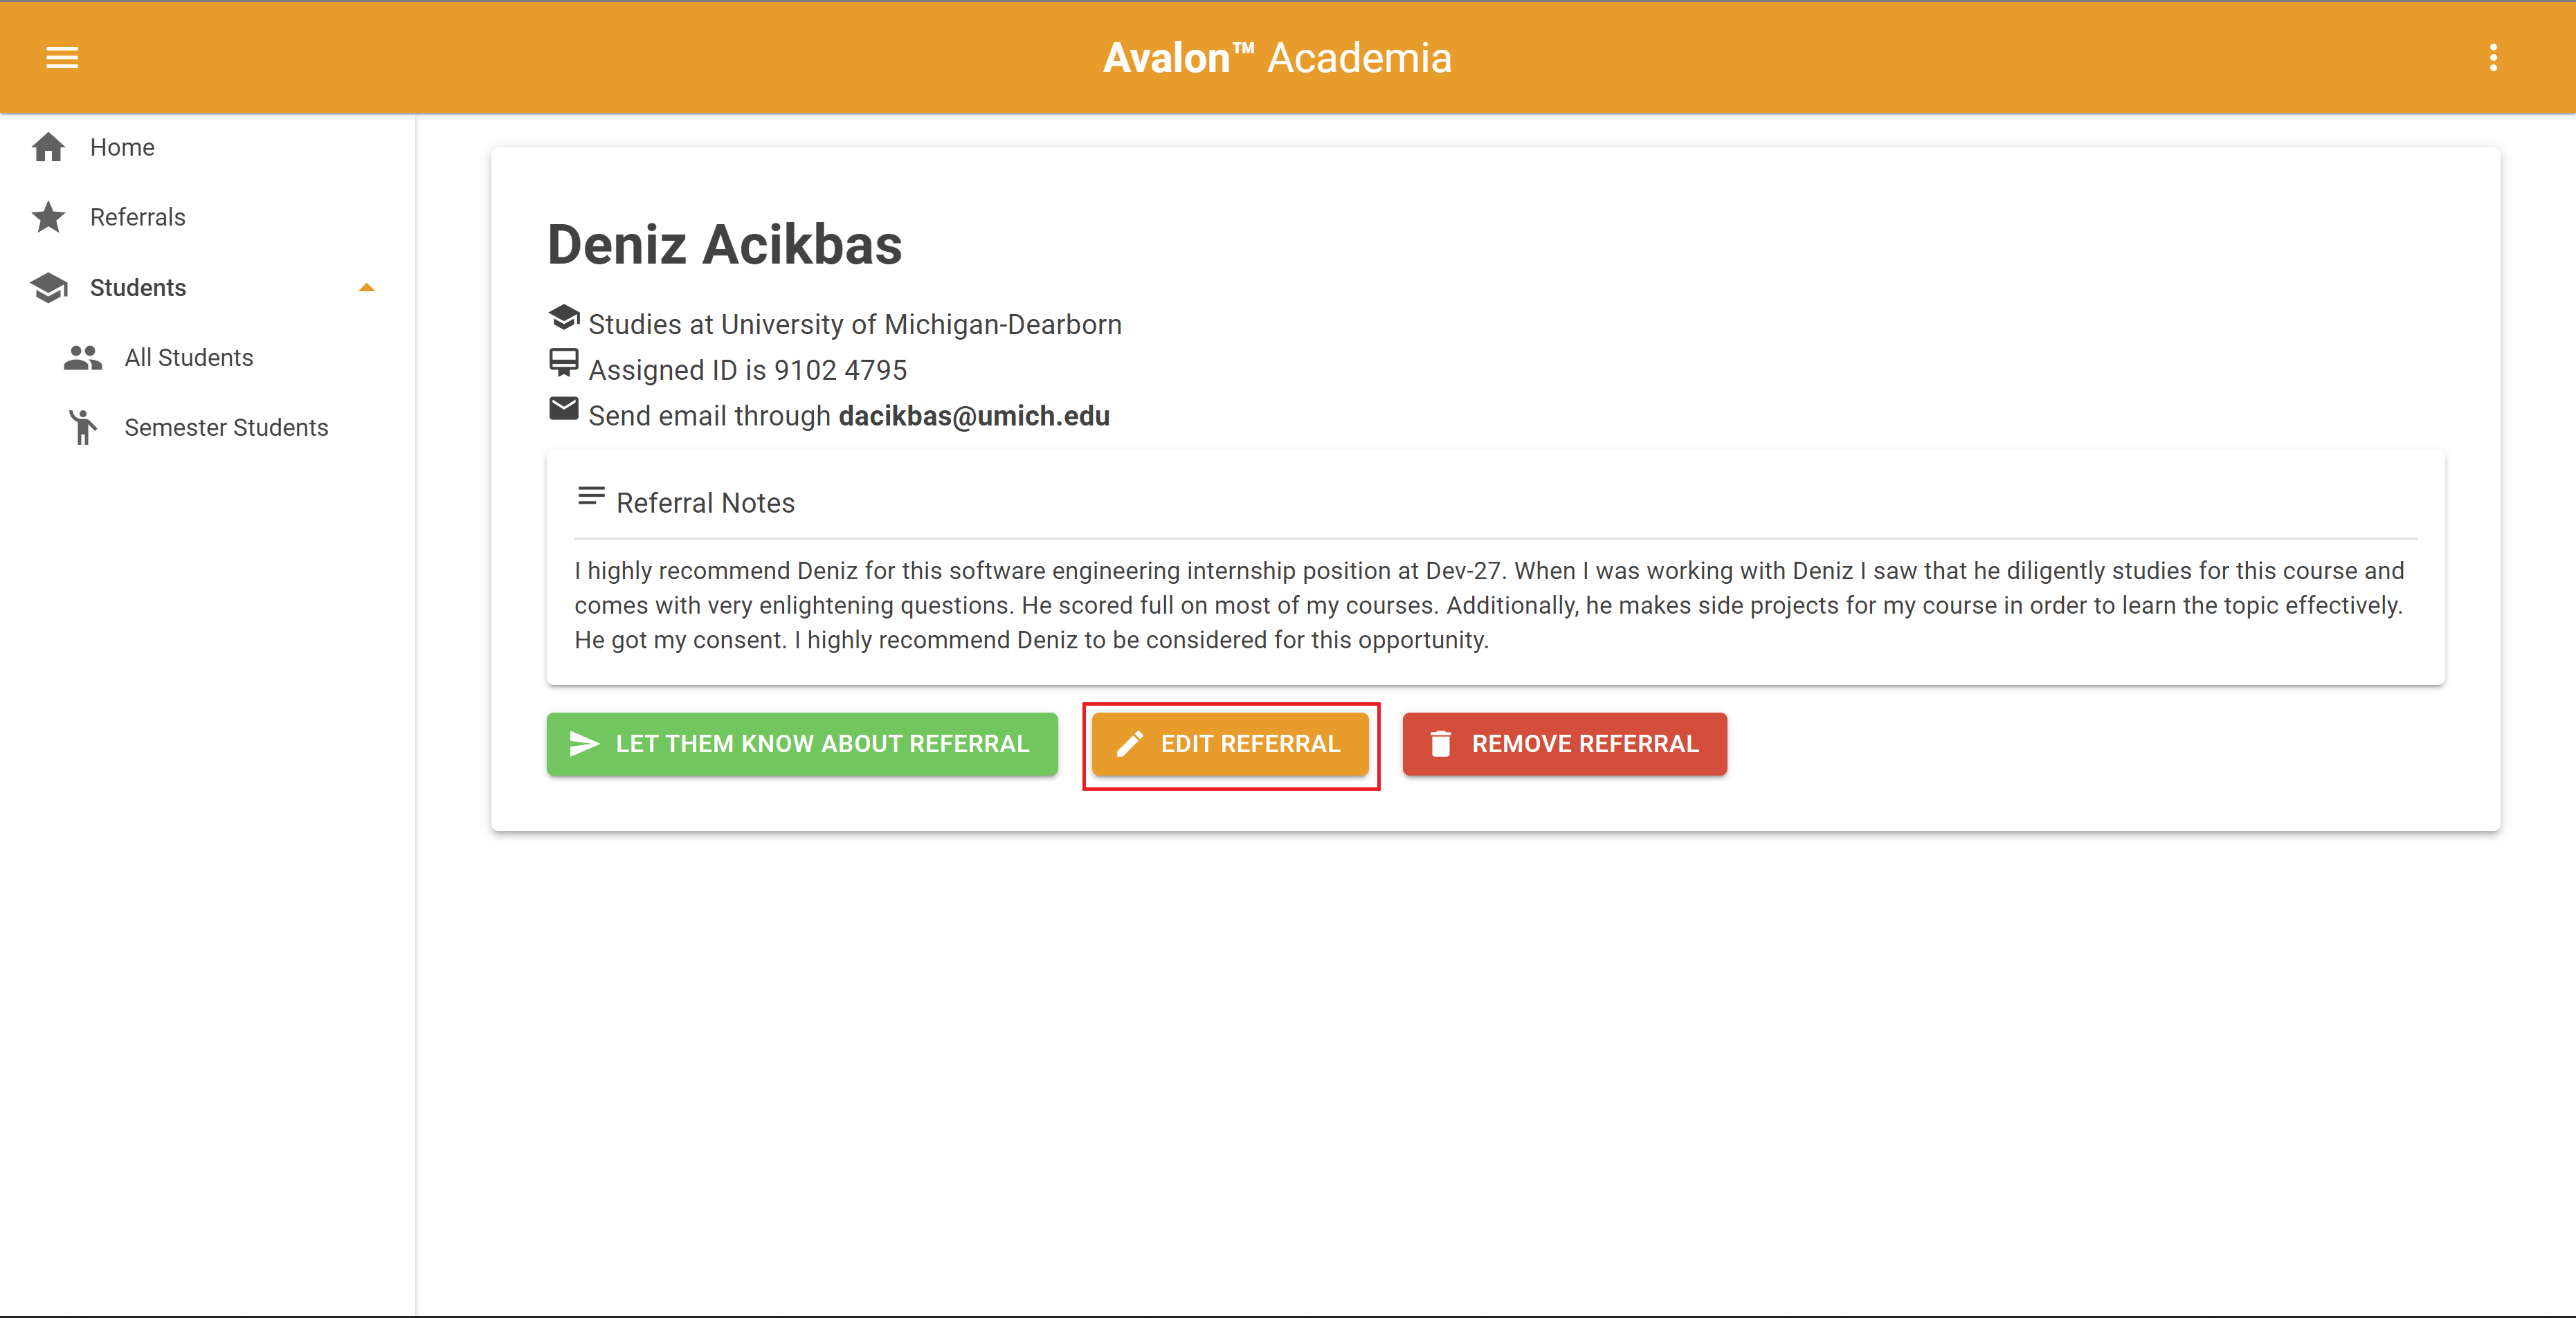 Avalon™ Academia
Home
Referrals
Students
All Students
Semester Students
Deniz Acikbas
Studies at University of Michigan-Dearborn
Assigned ID is 9102 4795
Send email through dacikbas@umich.edu
Referral Notes
I highly recommend Deniz for this software engineering internship position at Dev-27. When I was working with Deniz I saw that he diligently studies for this course and
comes with very enlightening questions. He scored full on most of my courses. Additionally, he makes side projects for my course in order to learn the topic effectively.
He got my consent. I highly recommend Deniz to be considered for this opportunity.
LET THEM KNOW ABOUT REFERRAL
EDIT REFERRAL
REMOVE REFERRAL